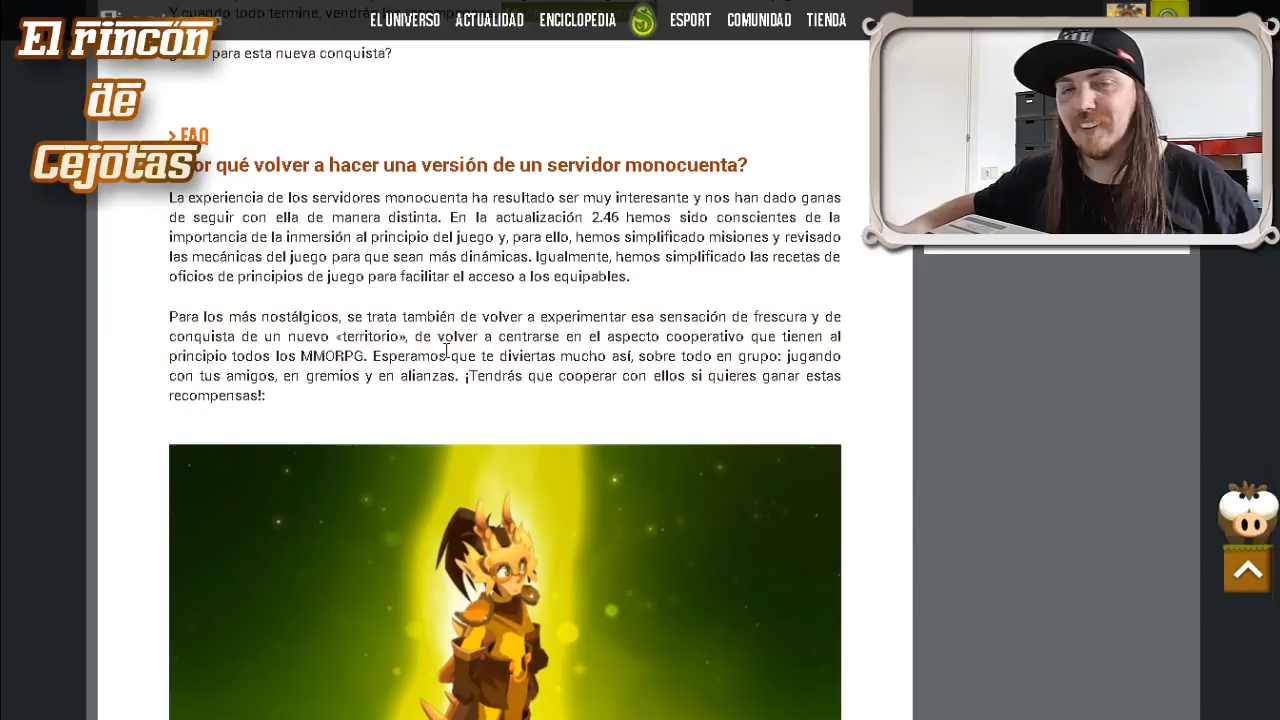 Y cuando todo termine, vendrán las recompensas
EL UNIVERSO ACTUALIDAD ENCICLOPEDIA ESPORT COMUNIDAD TIENDA
El rincón
de
Cejotas
para esta nueva conquista?
> FAQ
qué volver a hacer una versión de un servidor monocuenta?
La experiencia de los servidores monocuenta ha resultado ser muy interesante y nos han dado ganas
de seguir con ella de manera distinta. En la actualización 2.46 hemos sido conscientes de la
importancia de la inmersión al principio del juego y, para ello, hemos simplificado misiones y revisado
las mecánicas del juego para que sean más dinámicas. Igualmente, hemos simplificado las recetas de
oficios de principios de juego para facilitar el acceso a los equipables.
Para los más nostálgicos, se trata también de volver a experimentar esa sensación de frescura y de
conquista de un nuevo «territorio», de volver a centrarse en el aspecto cooperativo que tienen al
principio todos los MMORPG. Esperamos que te diviertas mucho así, sobre todo en grupo: jugando
con tus amigos, en gremios y en alianzas. ¡Tendrás que cooperar con ellos si quieres ganar estas
recompensas!: